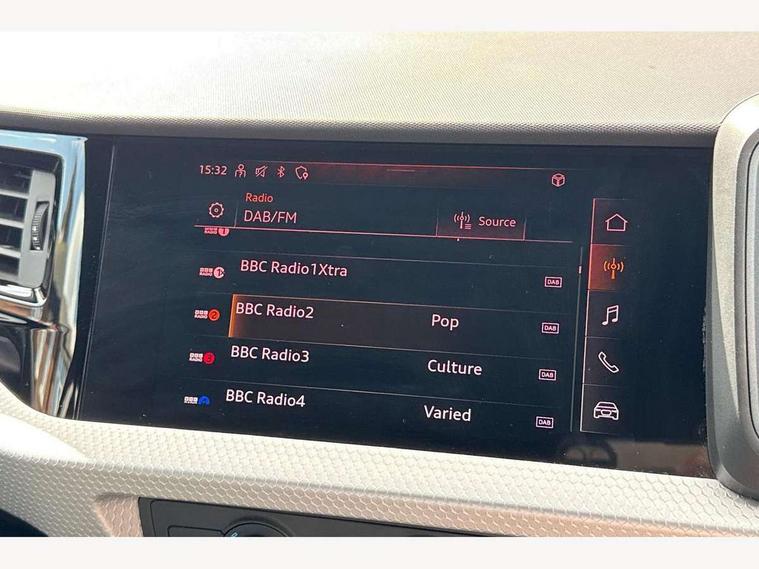 15:32
Radio
DAB/FM
Source
BBC Radio1Xtra
DAB
BBC Radio2
Pop
DAB
BBC Radio3
Culture
DAB
BBC Radio4
Varied
DAB